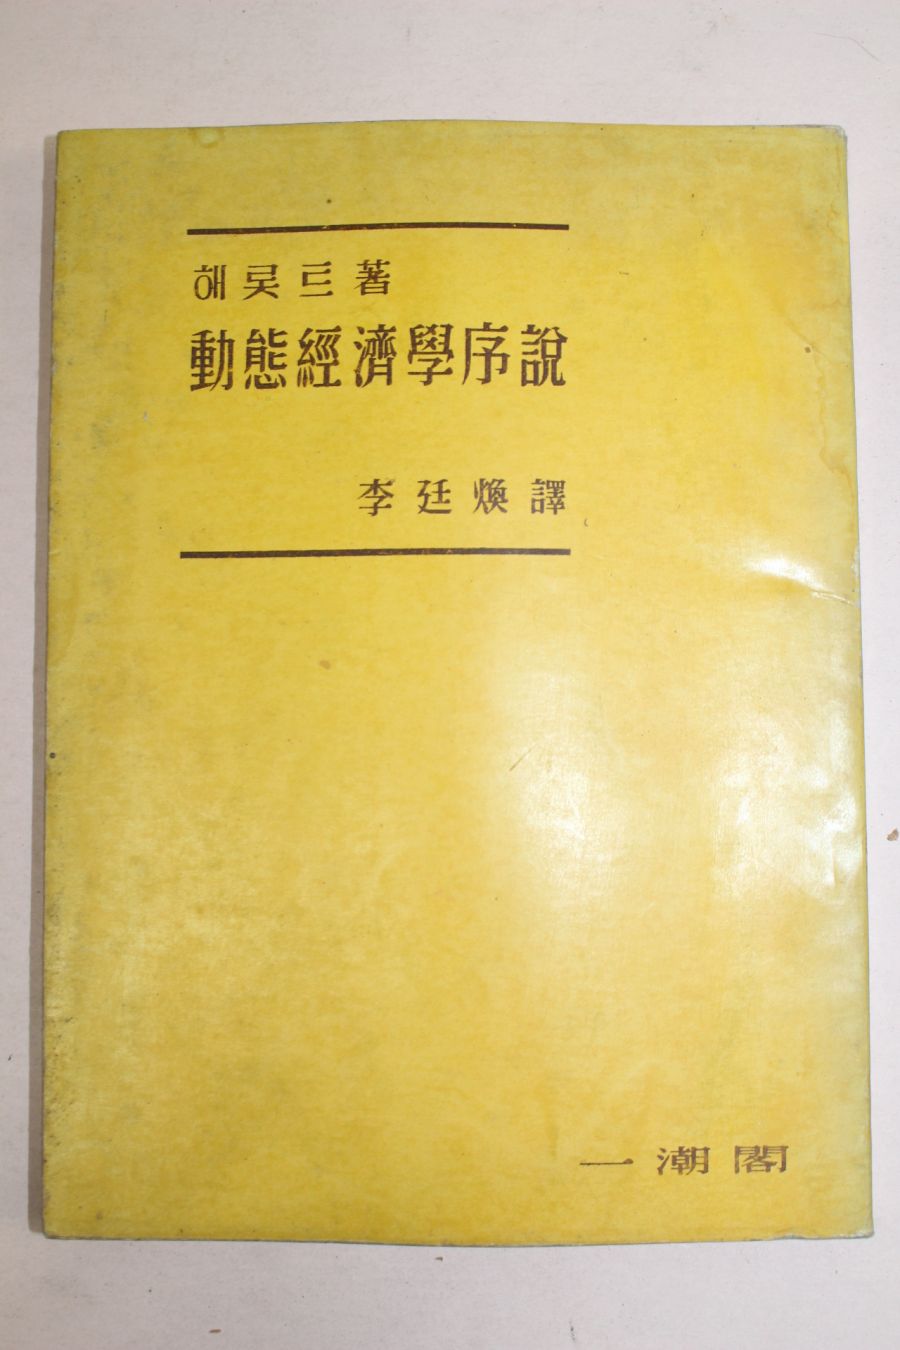 해롯드 著
動態經濟學序說
李廷煥 譯
一潮閣